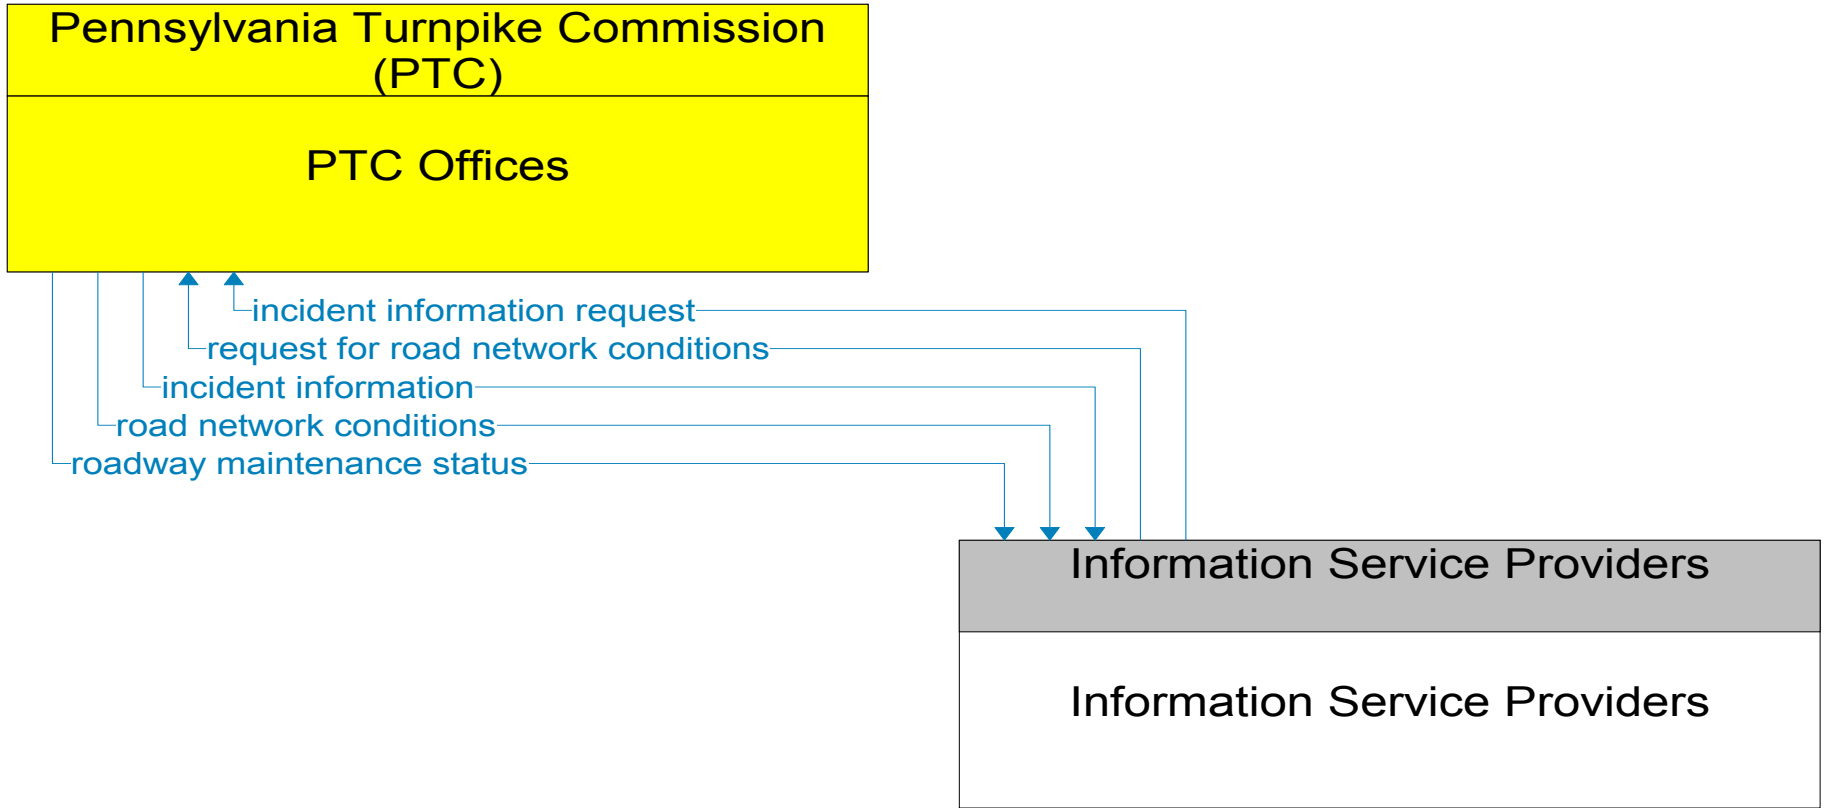 Pennsylvania Turnpike Commission
(PTC)
PTC Offices
incident information request
request for road network conditions
incident information
road network conditions
roadway maintenance status
Information Service Providers
Information Service Providers